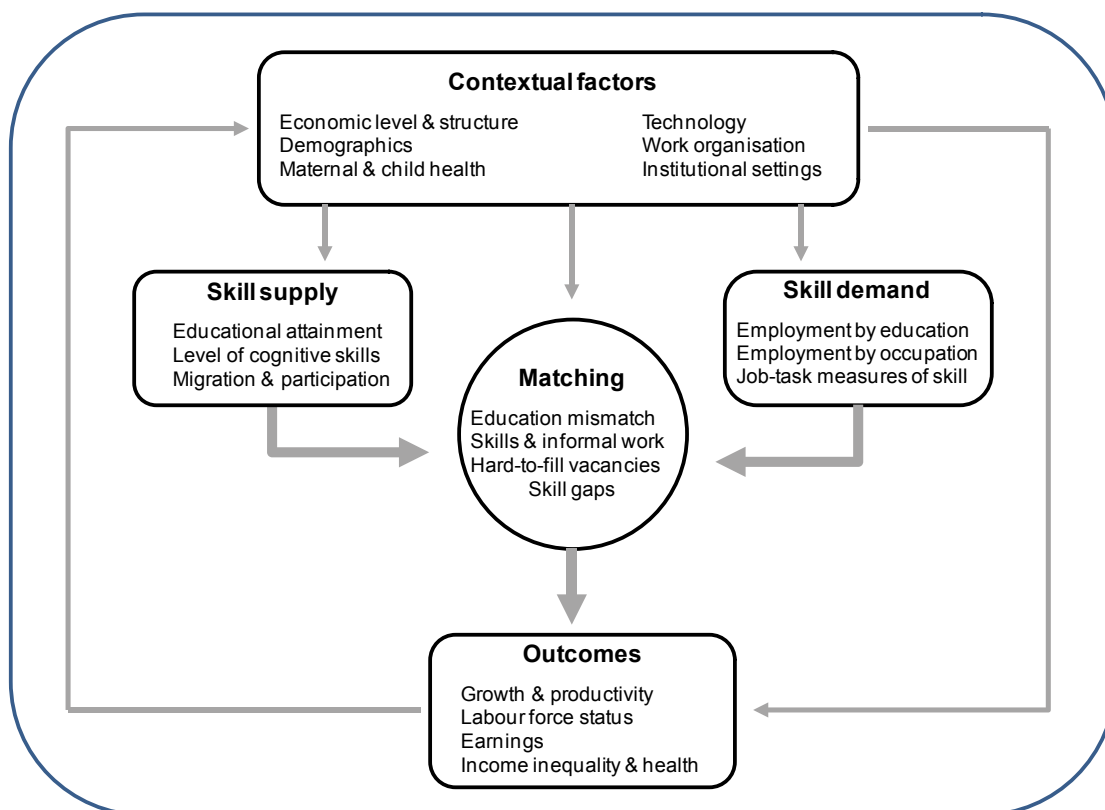 Contextual factors
Economic level & structure
Demographics
Maternal & child health
Technology
Work organisation
Institutional settings
Skill supply
Educational attainment
Level of cognitive skills
Migration & participation
Matching
Education mismatch
Skills & informal work
Hard-to-fill vacancies
Skill gaps
Skill demand
Employment by education
Employment by occupation
Job-task measures of skill
Outcomes
Growth & productivity
Labour force status
Earnings
Income inequality & health